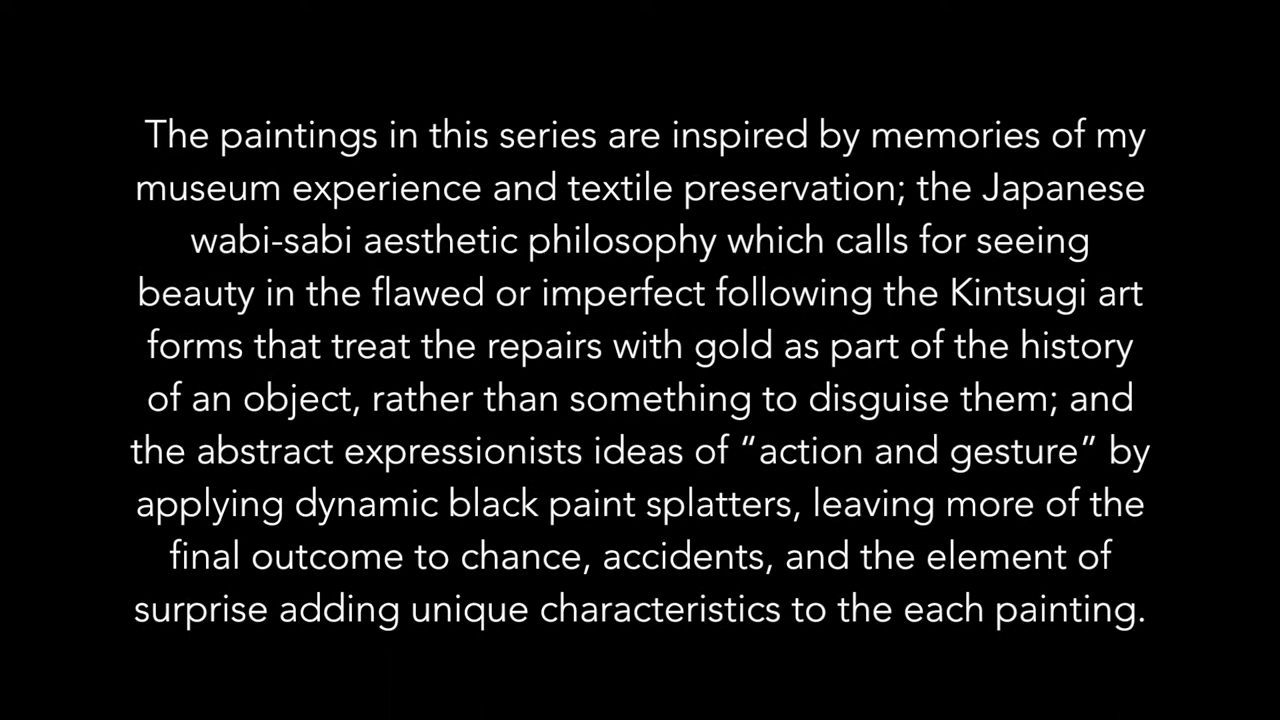 The paintings in this series are inspired by memories of my
museum experience and textile preservation; the Japanese
wabi-sabi aesthetic philosophy which calls for seeing
beauty in the flawed or imperfect following the Kintsugi art
forms that treat the repairs with gold as part of the history
of an object, rather than something to disguise them; and
the abstract expressionists ideas of “action and gesture” by
applying dynamic black paint splatters, leaving more of the
final outcome to chance, accidents, and the element of
surprise adding unique characteristics to the each painting.